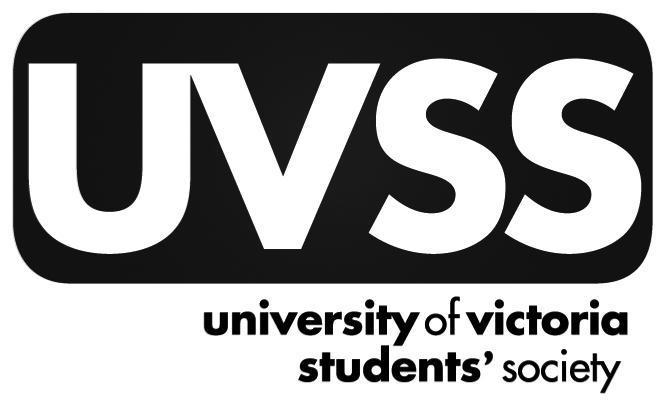 UVSS
university of victoria
students’ society